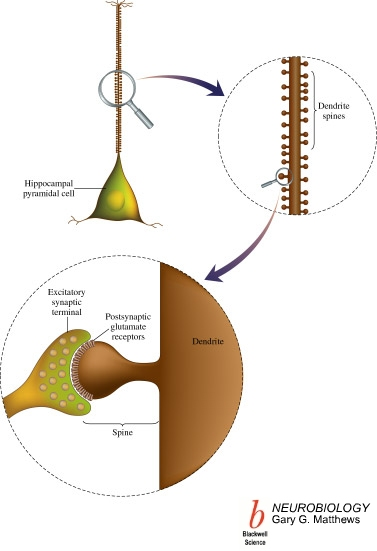 Dendrite
spines
Hippocampal
pyramidal cell
Excitatory
synaptic
terminal
Postsynaptic
glutamate
receptors
Dendrite
Spine
b
Blackwell
Science
NEUROBIOLOGY
Gary G. Matthews